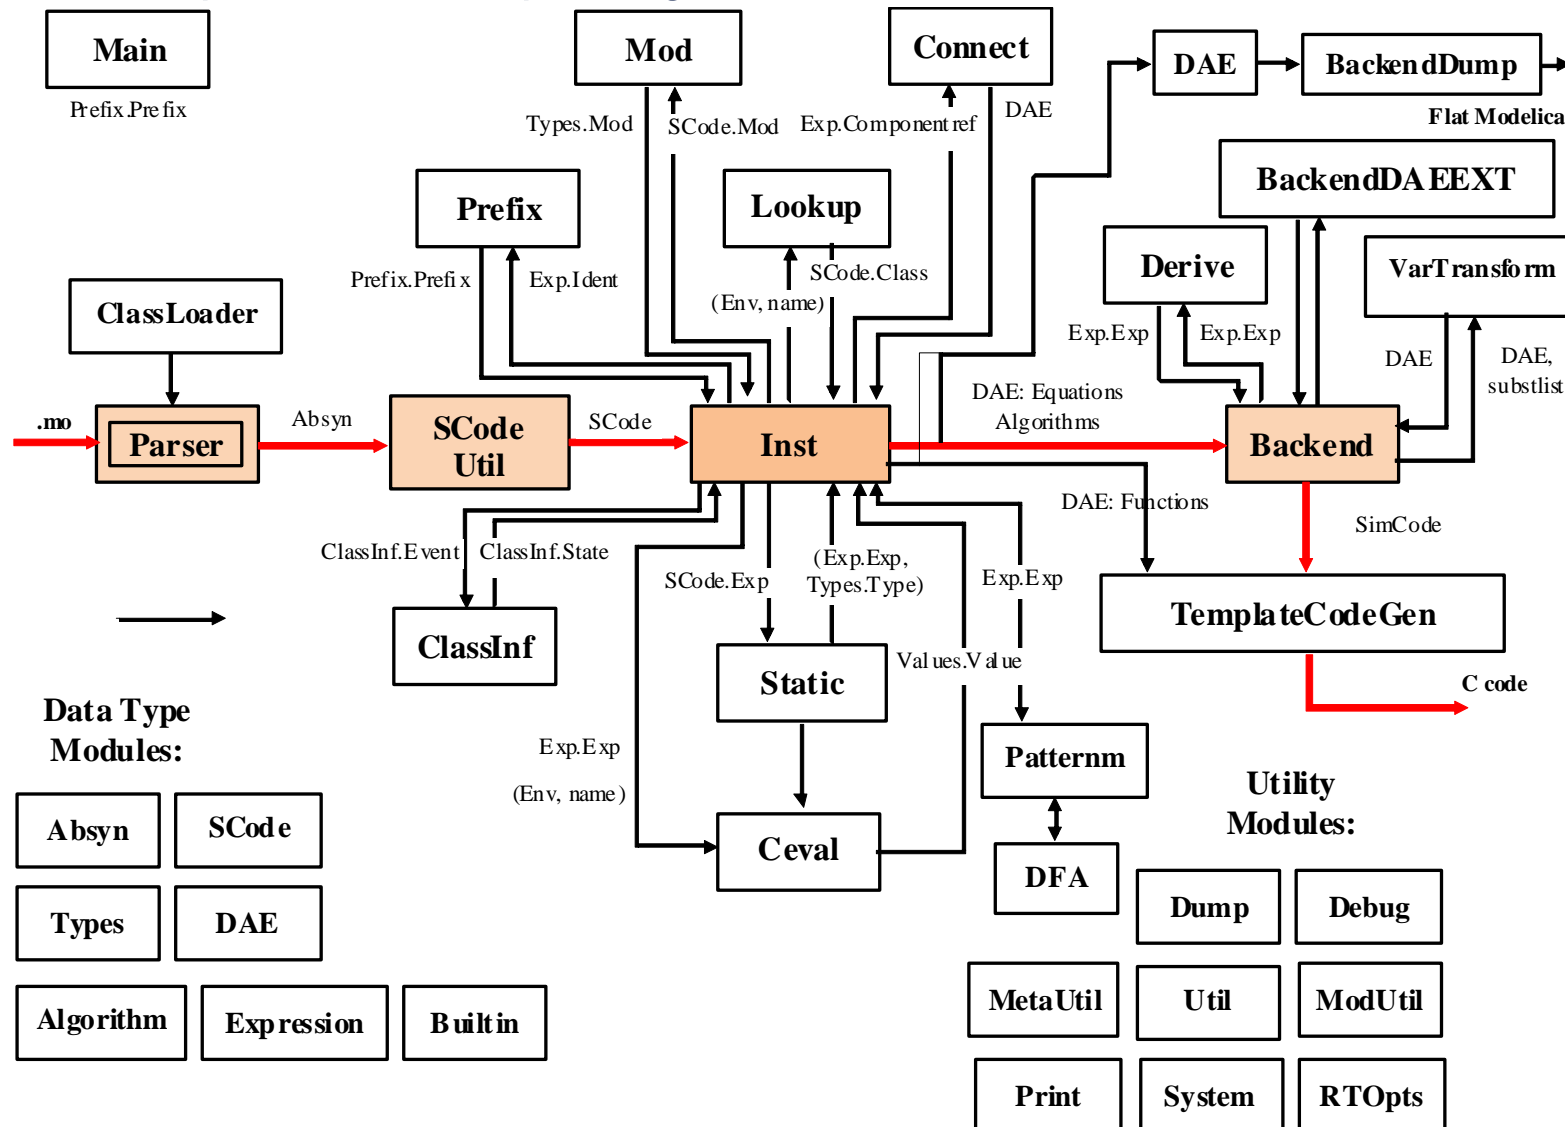 Main
Prefix.Prefix
Mod
Connect
DAE
BackendDump
Flat Modelica
Types.Mod
SCode.Mod
Exp.Componentref
DAE
BackendDAEEXT
Prefix
Lookup
Derive
VarTransform
Prefix.Prefix
Exp.Ident
SCode.Class
(Env, name)
ClassLoader
Exp.Exp
Exp.Exp
DAE
DAE,
substlist
.mo
Parser
Absyn
SCode
Util
SCode
Inst
DAE: Equations
Algorithms
Backend
DAE: Functions
SimCode
ClassInf.Event
ClassInf.State
SCode.Exp
(Exp.Exp,
Types.Type)
Exp.Exp
ClassInf
TemplateCodeGen
Static
Values.Value
C code
Data Type
Modules:
Exp.Exp
(Env, name)
Patternm
Utility
Modules:
Absyn
SCode
Ceval
DFA
Types
DAE
Dump
Debug
Algorithm
Expression
Builtin
MetaUtil
Util
ModUtil
Print
System
RTOpts